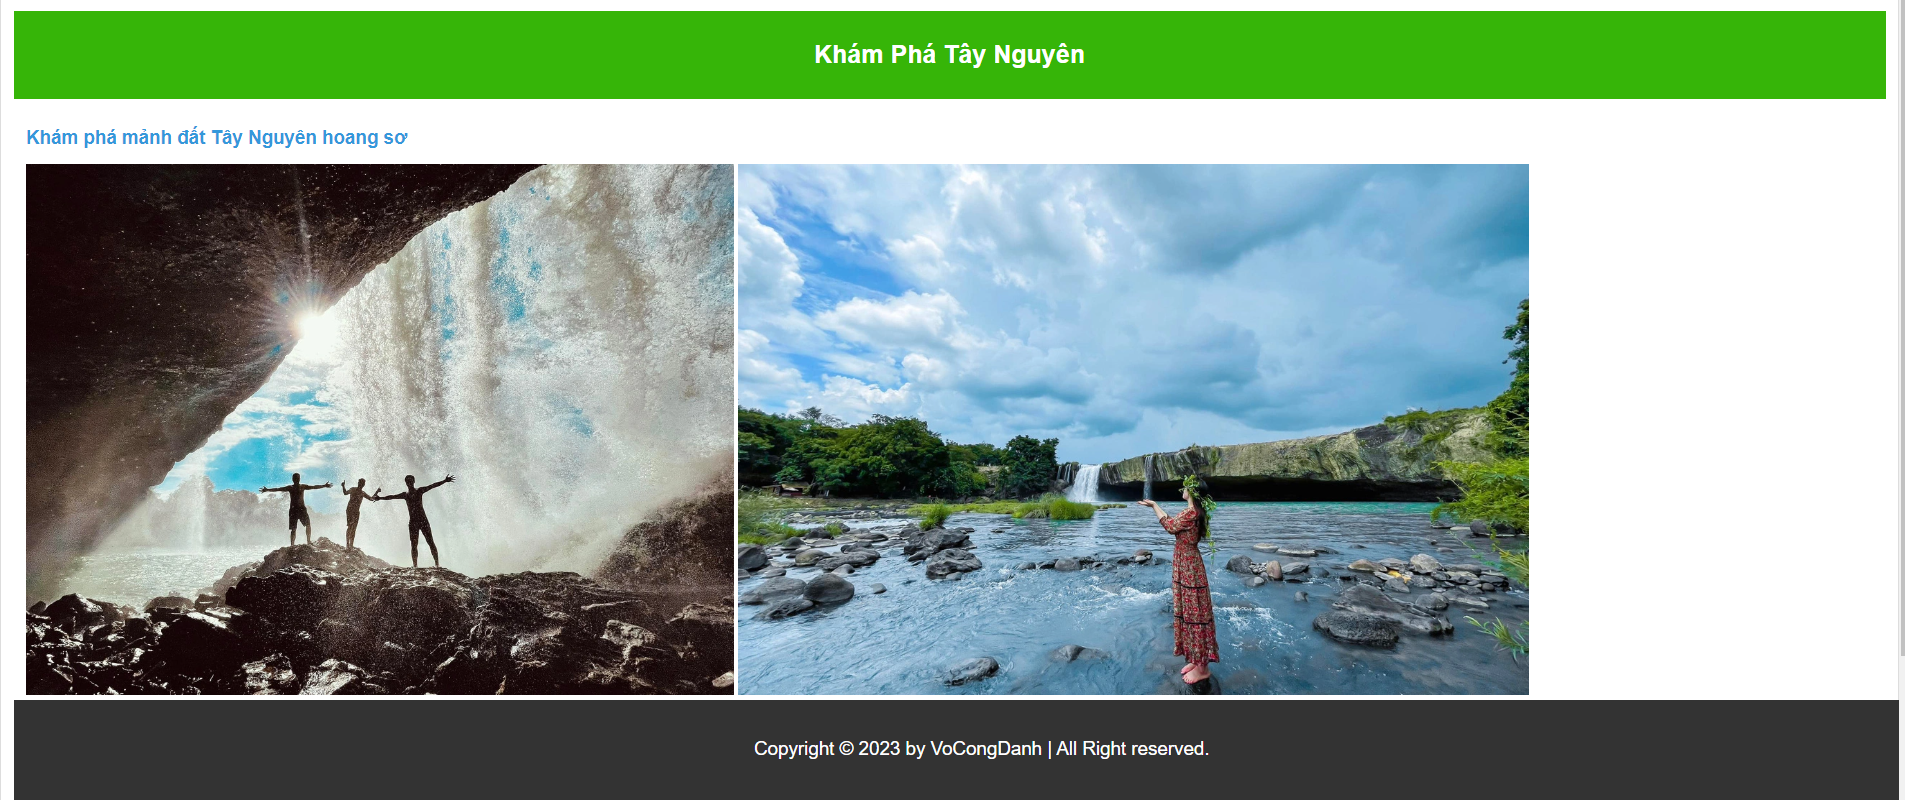 Khám Phá Tây Nguyên
Khám phá mảnh đất Tây Nguyên hoang sơ
Copyright © 2023 by VoCongDanh | All Right reserved.